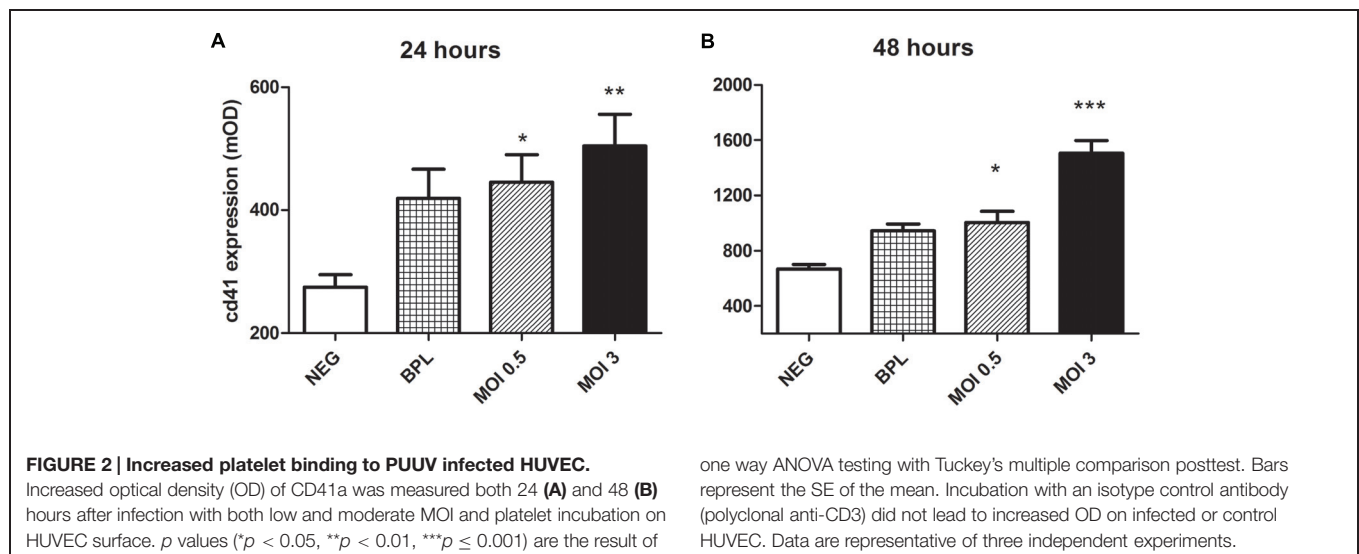 A
24 hours
cd41 expression (mOD)
600
400
200
**
*
NEG
BPL
MOI 0.5
MOI 3
B
48 hours
2000
1600
1200
800
400
***
*
NEG
BPL
MOI 0.5
MOI 3
FIGURE 2 | Increased platelet binding to PUUV infected HUVEC.
Increased optical density (OD) of CD41a was measured both 24 (A) and 48 (B)
hours after infection with both low and moderate MOI and platelet incubation on
HUVEC surface. p values (*p < 0.05, **p < 0.01, ***p ≤ 0.001) are the result of
one way ANOVA testing with Tuckey's multiple comparison posttest. Bars
represent the SE of the mean. Incubation with an isotype control antibody
(polyclonal anti-CD3) did not lead to increased OD on infected or control
HUVEC. Data are representative of three independent experiments.